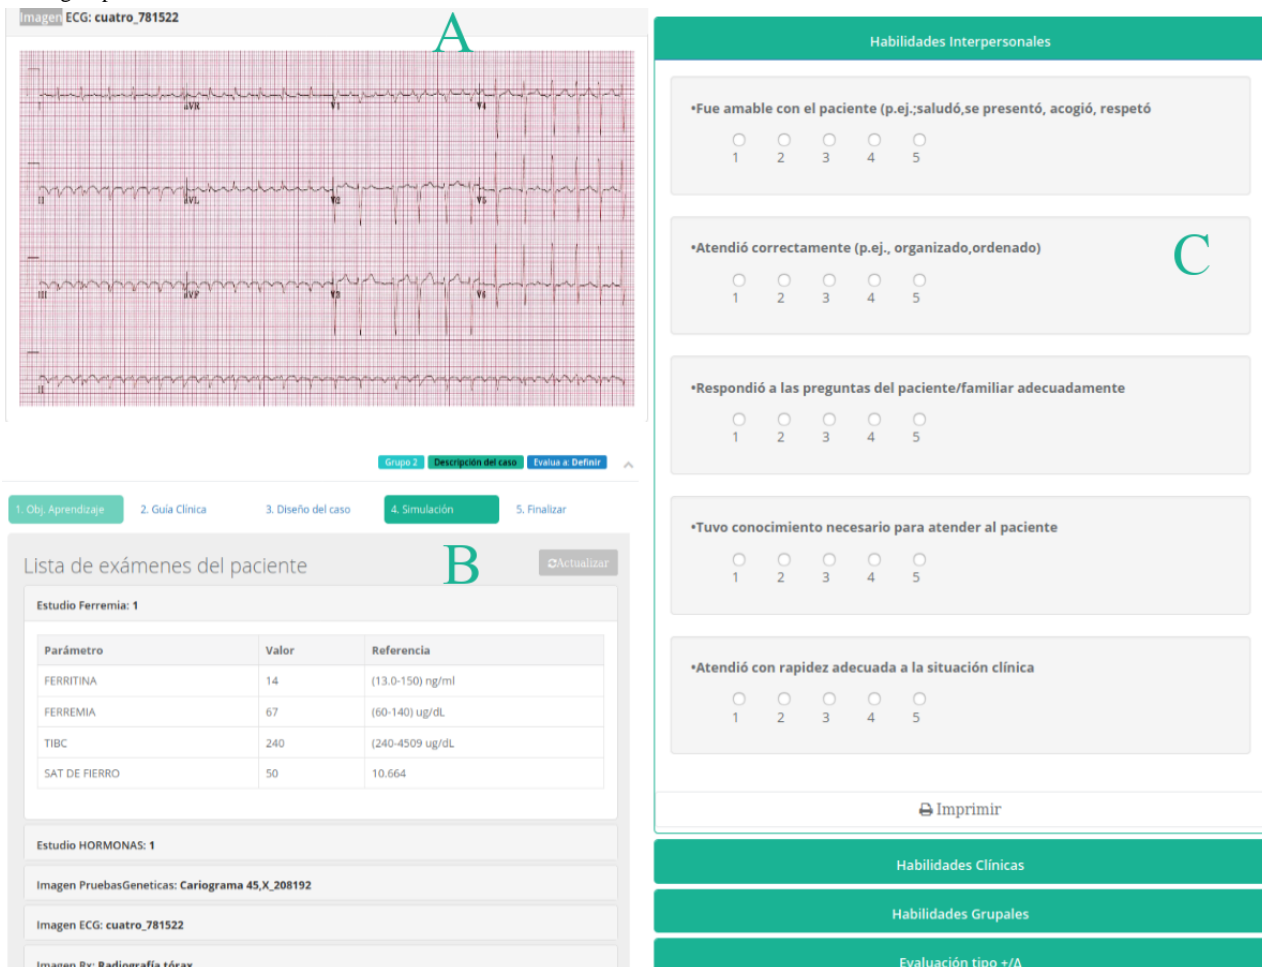 Imagen ECG: cuatro_781522
A
I
aVR
V1
V4
II
aVL
V2
V5
III
aVF
V3
V6
II
Grupo 2
Descripción del caso
Evalua a: Definir
1. Obj. Aprendizaje
2. Guía Clínica
3. Diseño del caso
4. Simulación
5. Finalizar
B
Lista de exámenes del paciente
Actualizar
Estudio Ferremia: 1
Parámetro Valor Referencia
FERRITINA 14 (13.0-150) ng/ml
FERREMIA 67 (60-140) ug/dL
TIBC 240 (240-4509 ug/dL
SAT DE FIERRO 50 10.664
Estudio HORMONAS: 1
Imagen PruebasGeneticas: Cariograma 45,X_208192
Imagen ECG: cuatro_781522
Imagen Rx: Radiografía tórax
Habilidades Interpersonales
•Fue amable con el paciente (p.ej.;saludó,se presentó, acogió, respetó
1 2 3 4 5
•Atendió correctamente (p.ej., organizado,ordenado)
C
1 2 3 4 5
•Respondió a las preguntas del paciente/familiar adecuadamente
1 2 3 4 5
•Tuvo conocimiento necesario para atender al paciente
1 2 3 4 5
•Atendió con rapidez adecuada a la situación clínica
1 2 3 4 5
Imprimir
Habilidades Clínicas
Habilidades Grupales
Evaluación tipo +/Δ